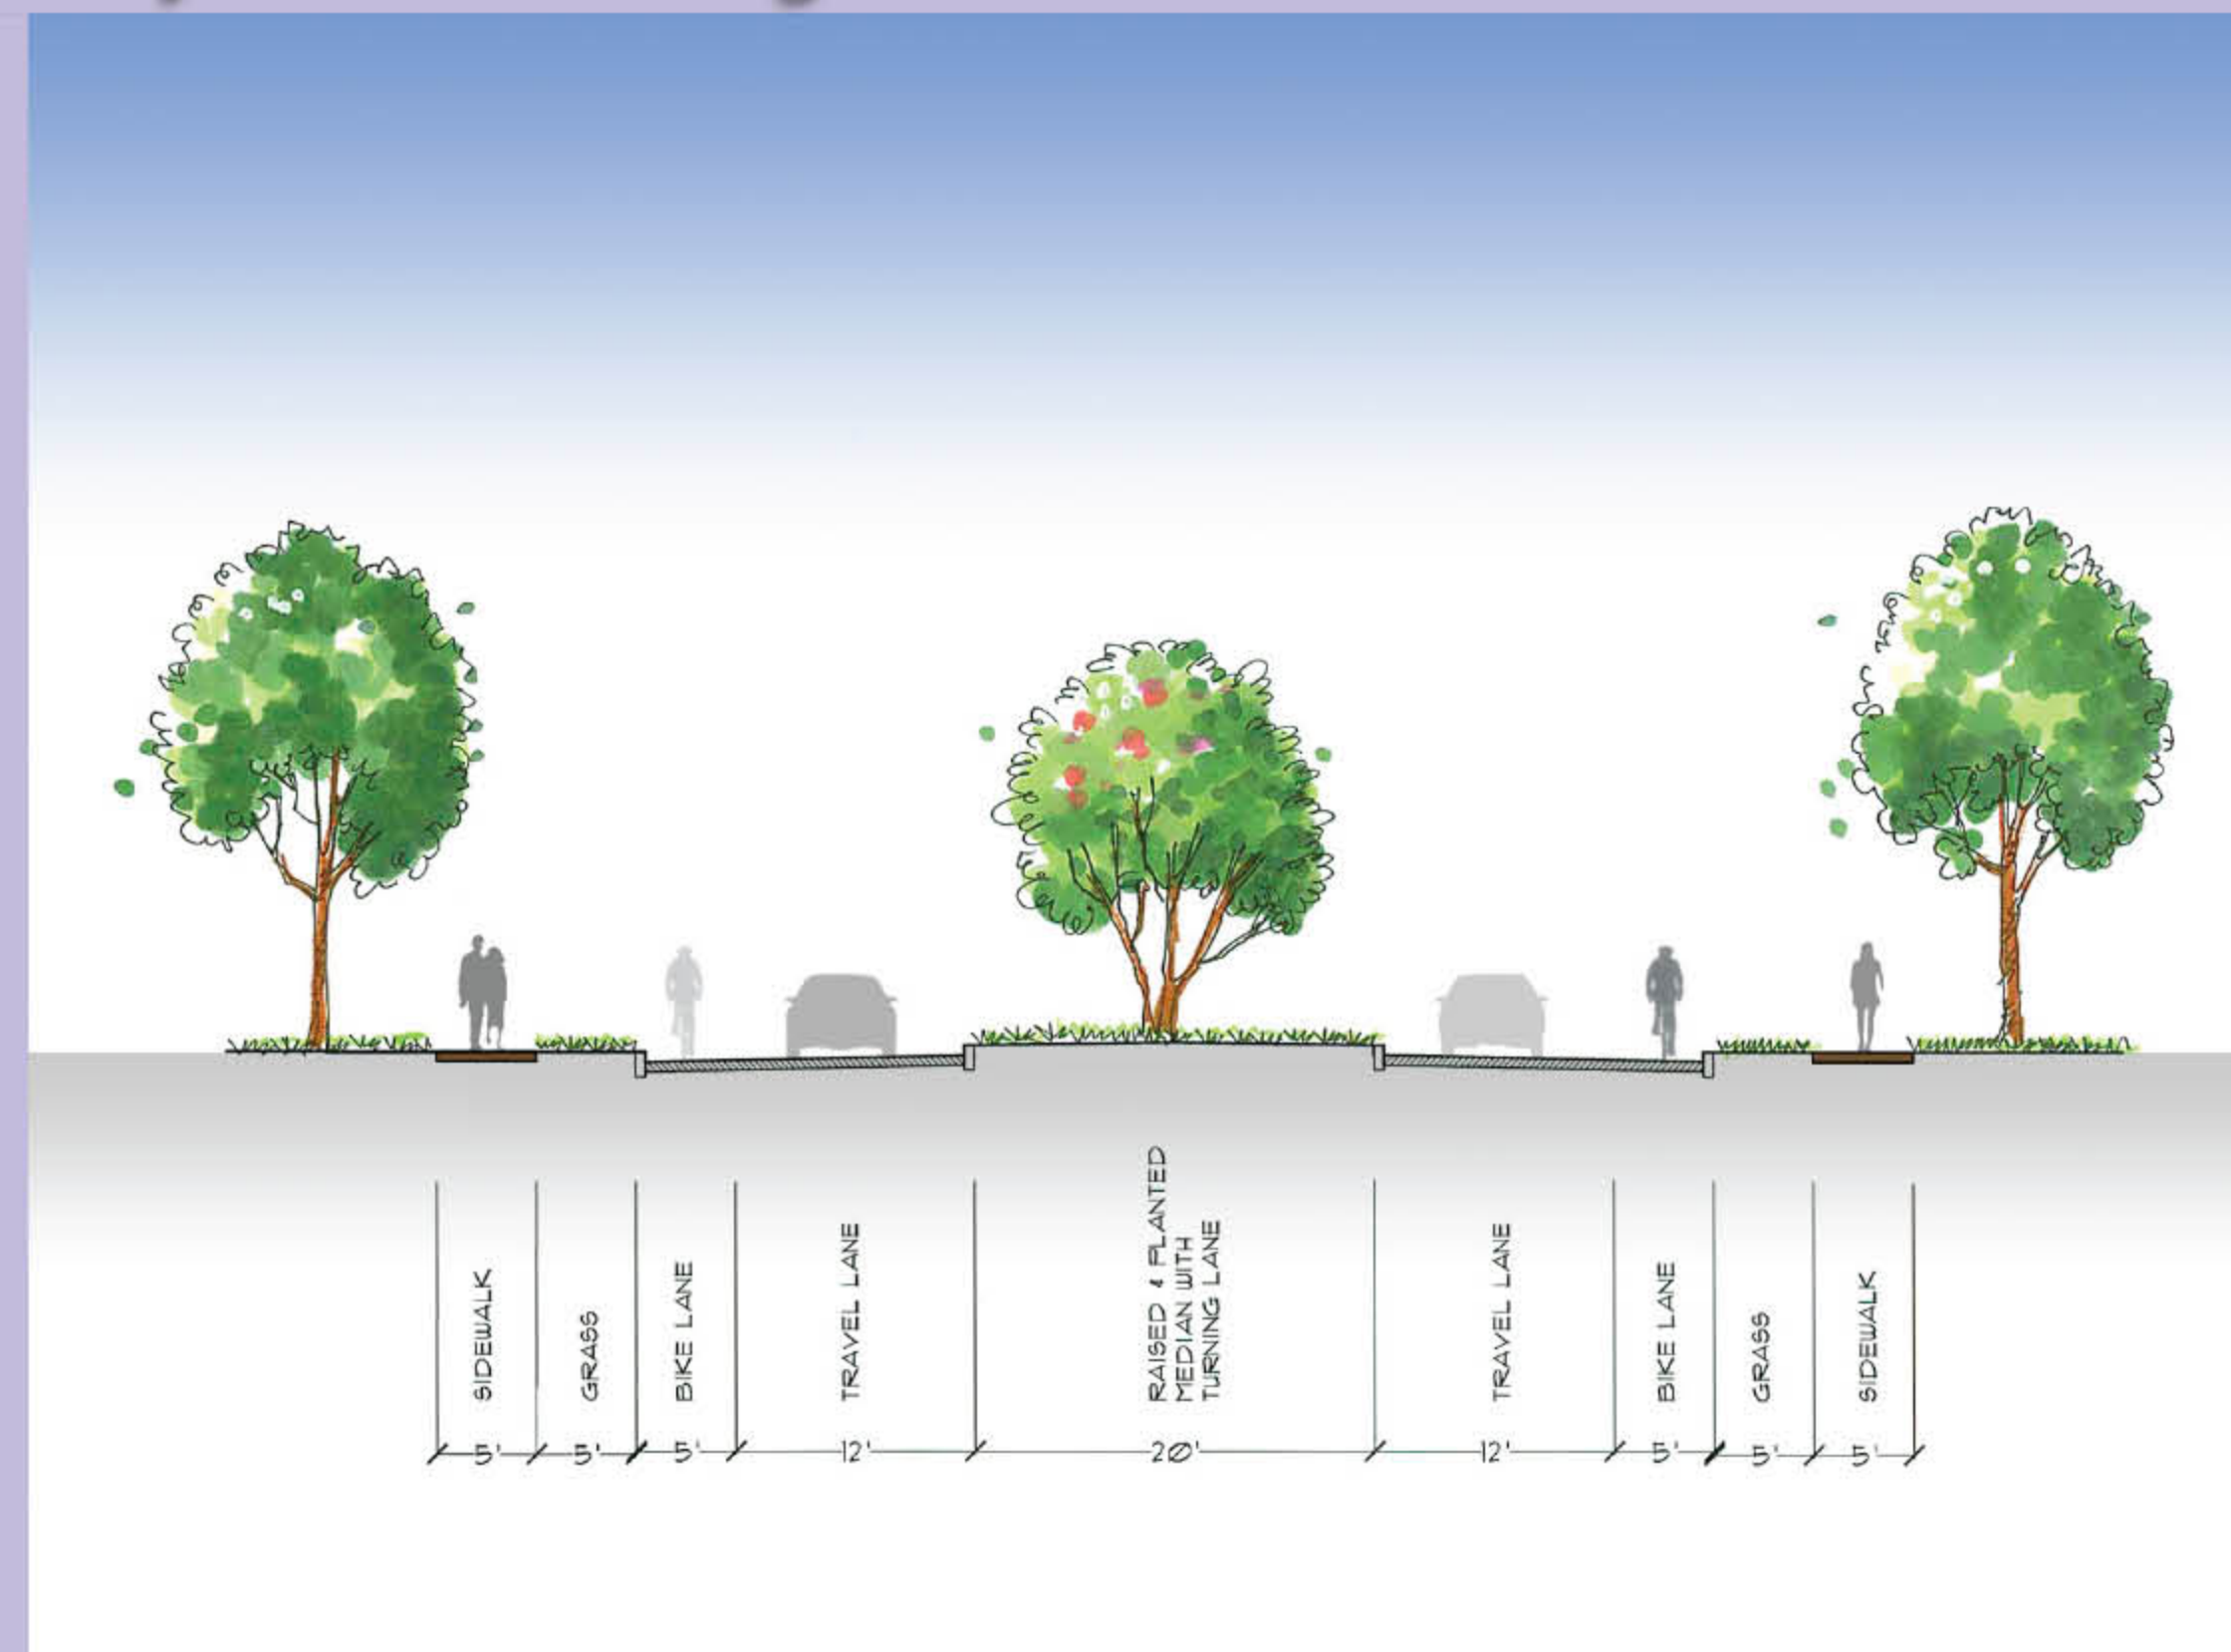 SIDEWALK
GRASS
BIKE LANE
TRAVEL LANE
RAISED & PLANTED
MEDIAN WITH
TURNING LANE
TRAVEL LANE
BIKE LANE
GRASS
SIDEWALK
5' 5' 5' 12' 20' 12' 5' 5' 5'